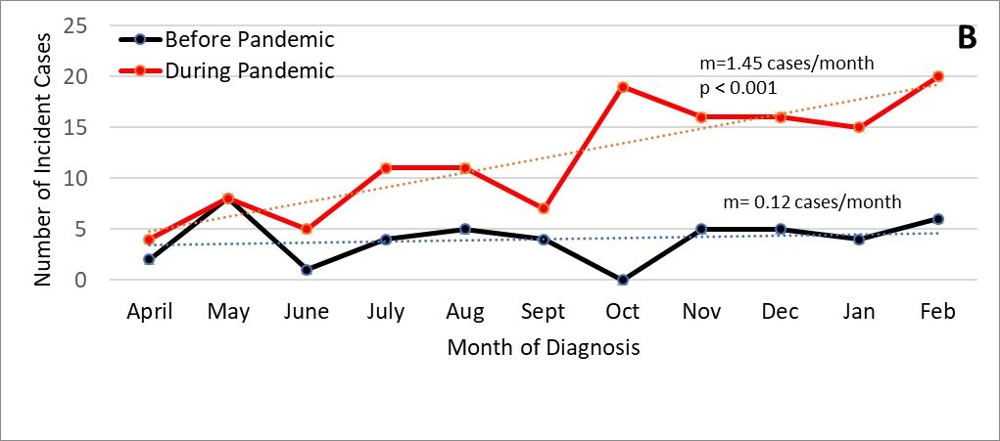 B
Before Pandemic
During Pandemic
m=1.45 cases/month
p < 0.001
m= 0.12 cases/month
Number of Incident Cases
25
20
15
10
5
0
April May June July Aug Sept Oct Nov Dec Jan Feb
Month of Diagnosis